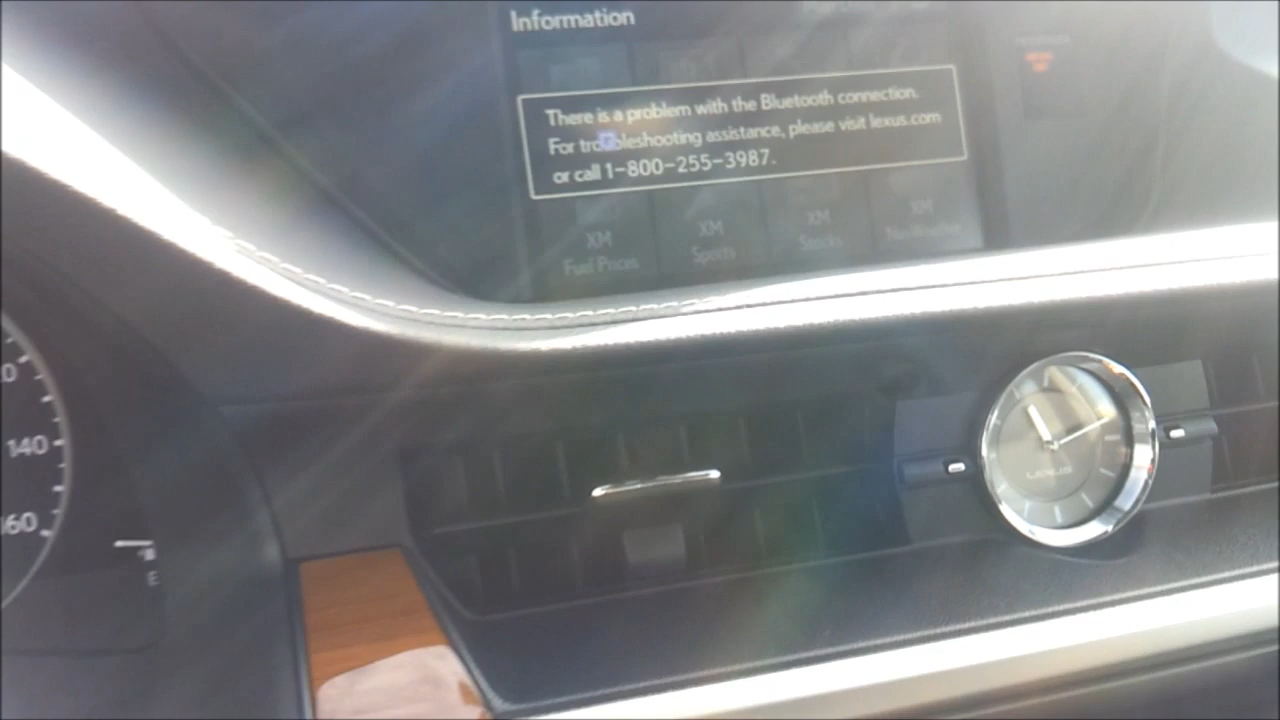 Information
There is a problem with the Bluetooth connection.
For troubleshooting assistance, please visit lexus.com
or call 1-800-255-3987.
XM
Fuel Prices
XM
Sports
XM
Stocks
XM
LEXUS
140
160
E